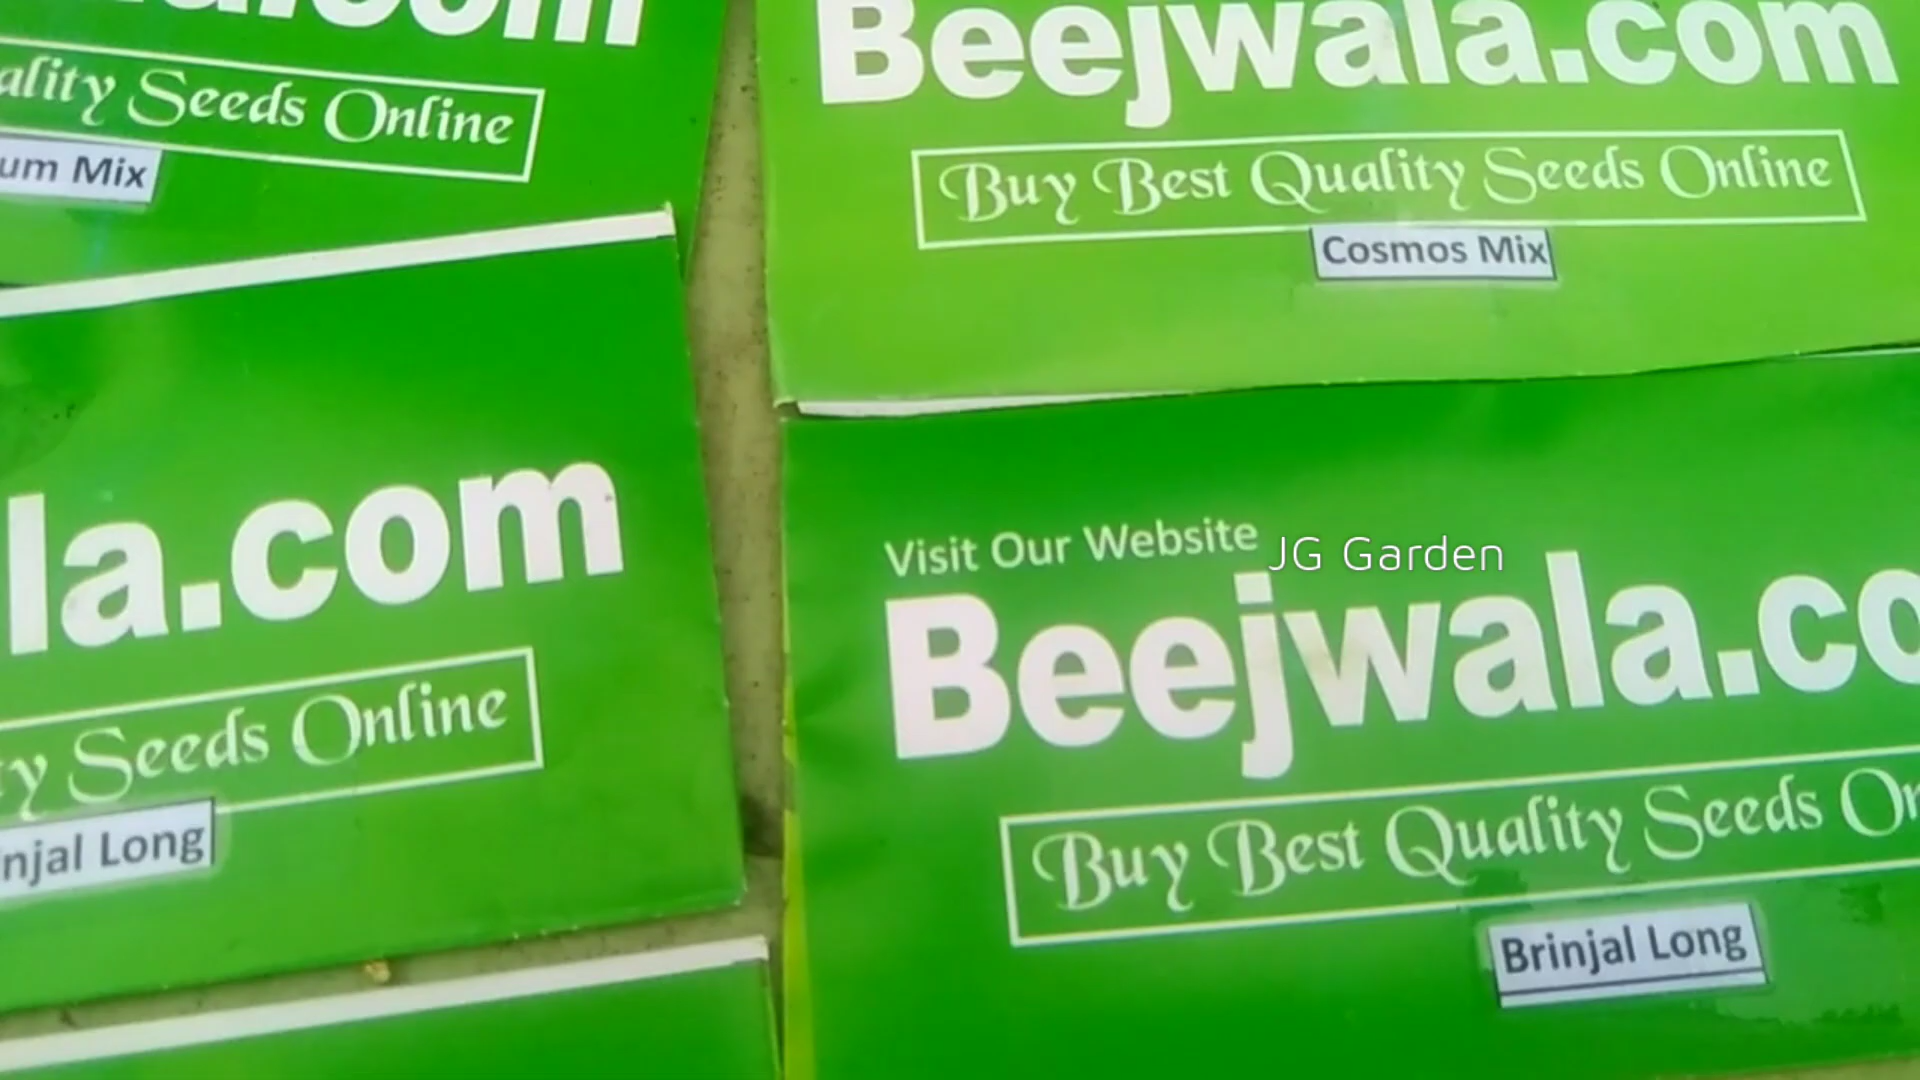 ality Seeds Online
um Mix
Beejwala.com
Buy Best Quality Seeds Online
Cosmos Mix
la.com
y Seeds Online
njal Long
Visit Our Website
JG Garden
Beejwala.co
Buy Best Quality Seeds On
Brinjal Long